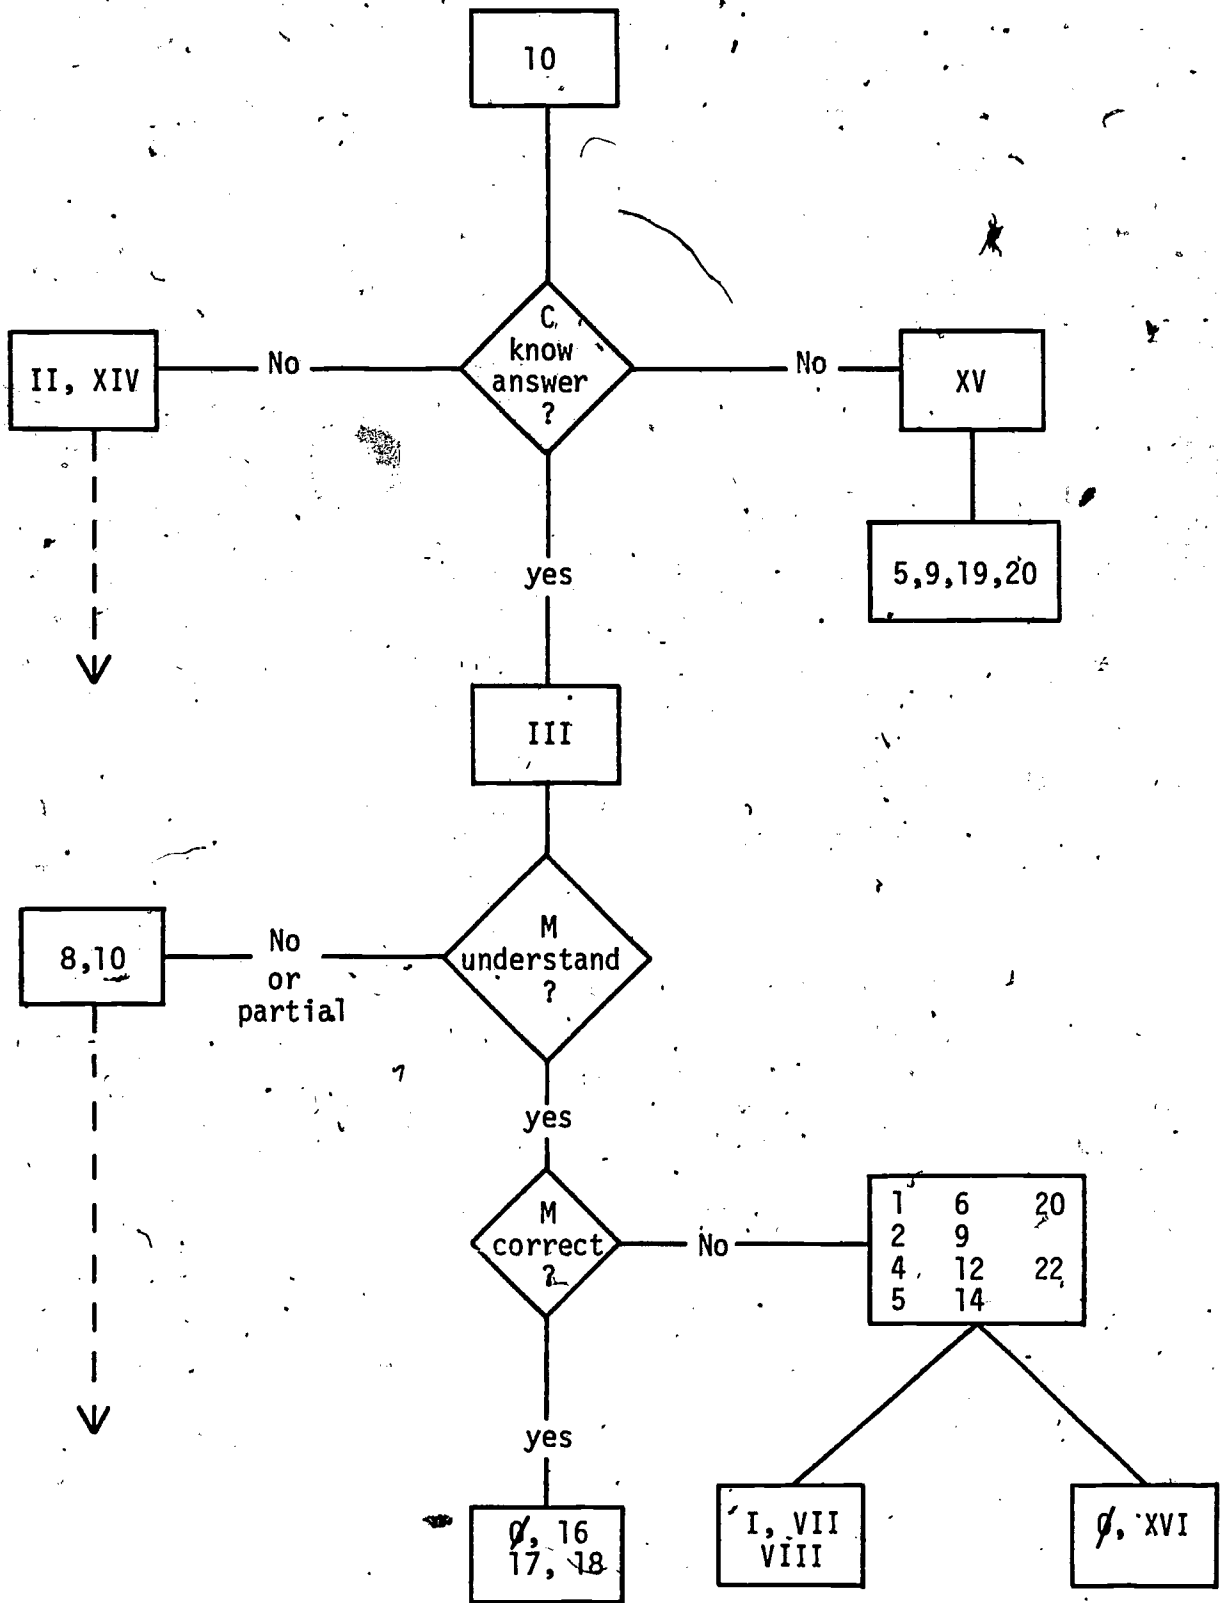 10
C
know
answer
?
No
II, XIV
No
XV
5,9,19,20
yes
III
M
understand
?
No
or
partial
8,10
yes
M
correct
?
No
1 6 20
2 9
4 12 22
5 14
yes
Ø, 16
17, 18
I, VII
VIII
Ø, XVI